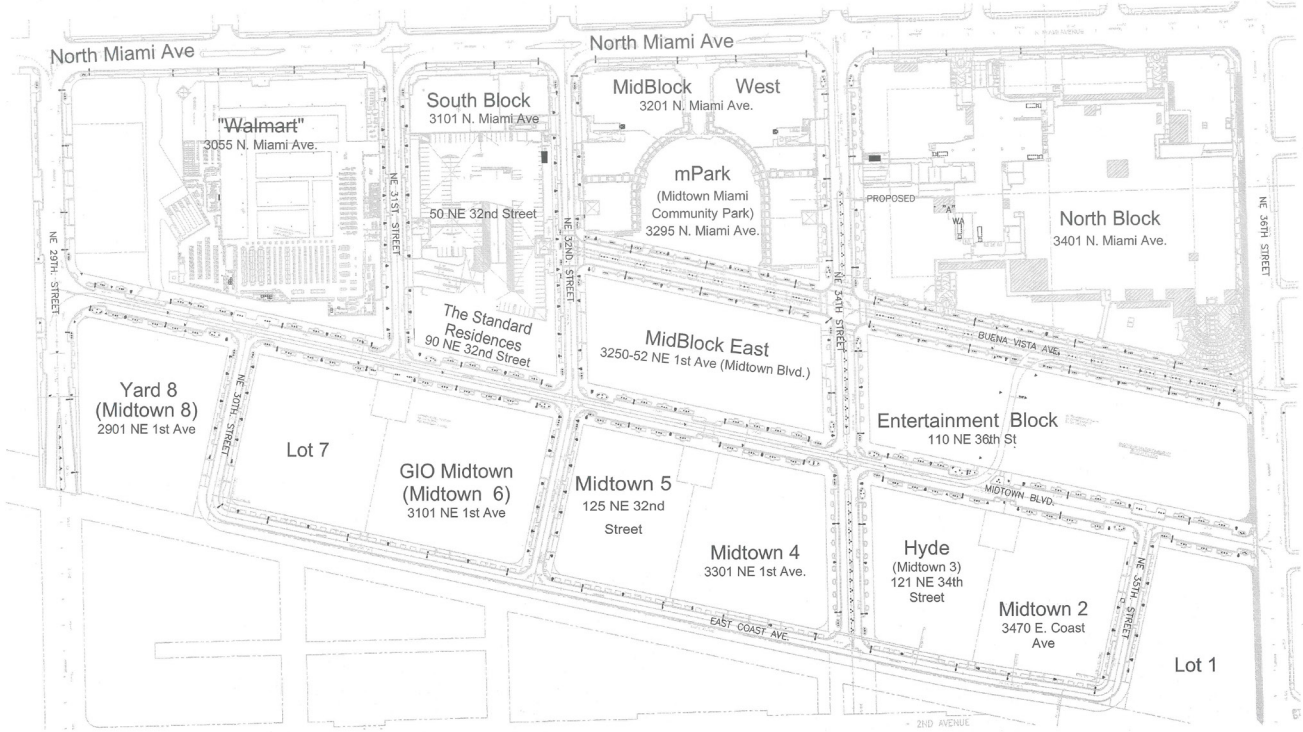 North Miami Ave
North Miami Ave
"Walmart"
3055 N. Miami Ave.
South Block
3101 N. Miami Ave
50 NE 32nd Street
The Standard
Residences
90 NE 32nd Street
MidBlock
West
3201 N. Miami Ave.
mPark
(Midtown Miami
Community Park)
3295 N. Miami Ave.
PROPOSED
"A"
North Block
3401 N. Miami Ave.
NE 29TH. STREET
NE 31ST. STREET
NE 32ND. STREET
NE 34TH STREET
NE 36TH STREET
BUENA VISTA AVE.
MidBlock East
3250-52 NE 1st Ave (Midtown Blvd.)
Entertainment Block
110 NE 36th St
MIDTOWN BLVD.
Yard 8
(Midtown 8)
2901 NE 1st Ave
NE 30TH. STREET
Lot 7
GIO Midtown
(Midtown 6)
3101 NE 1st Ave
Midtown 5
125 NE 32nd
Street
Midtown 4
3301 NE 1st Ave.
Hyde
(Midtown 3)
121 NE 34th
Street
Midtown 2
3470 E. Coast
Ave
NE 35TH. STREET
Lot 1
EAST COAST AVE.
2ND AVENUE